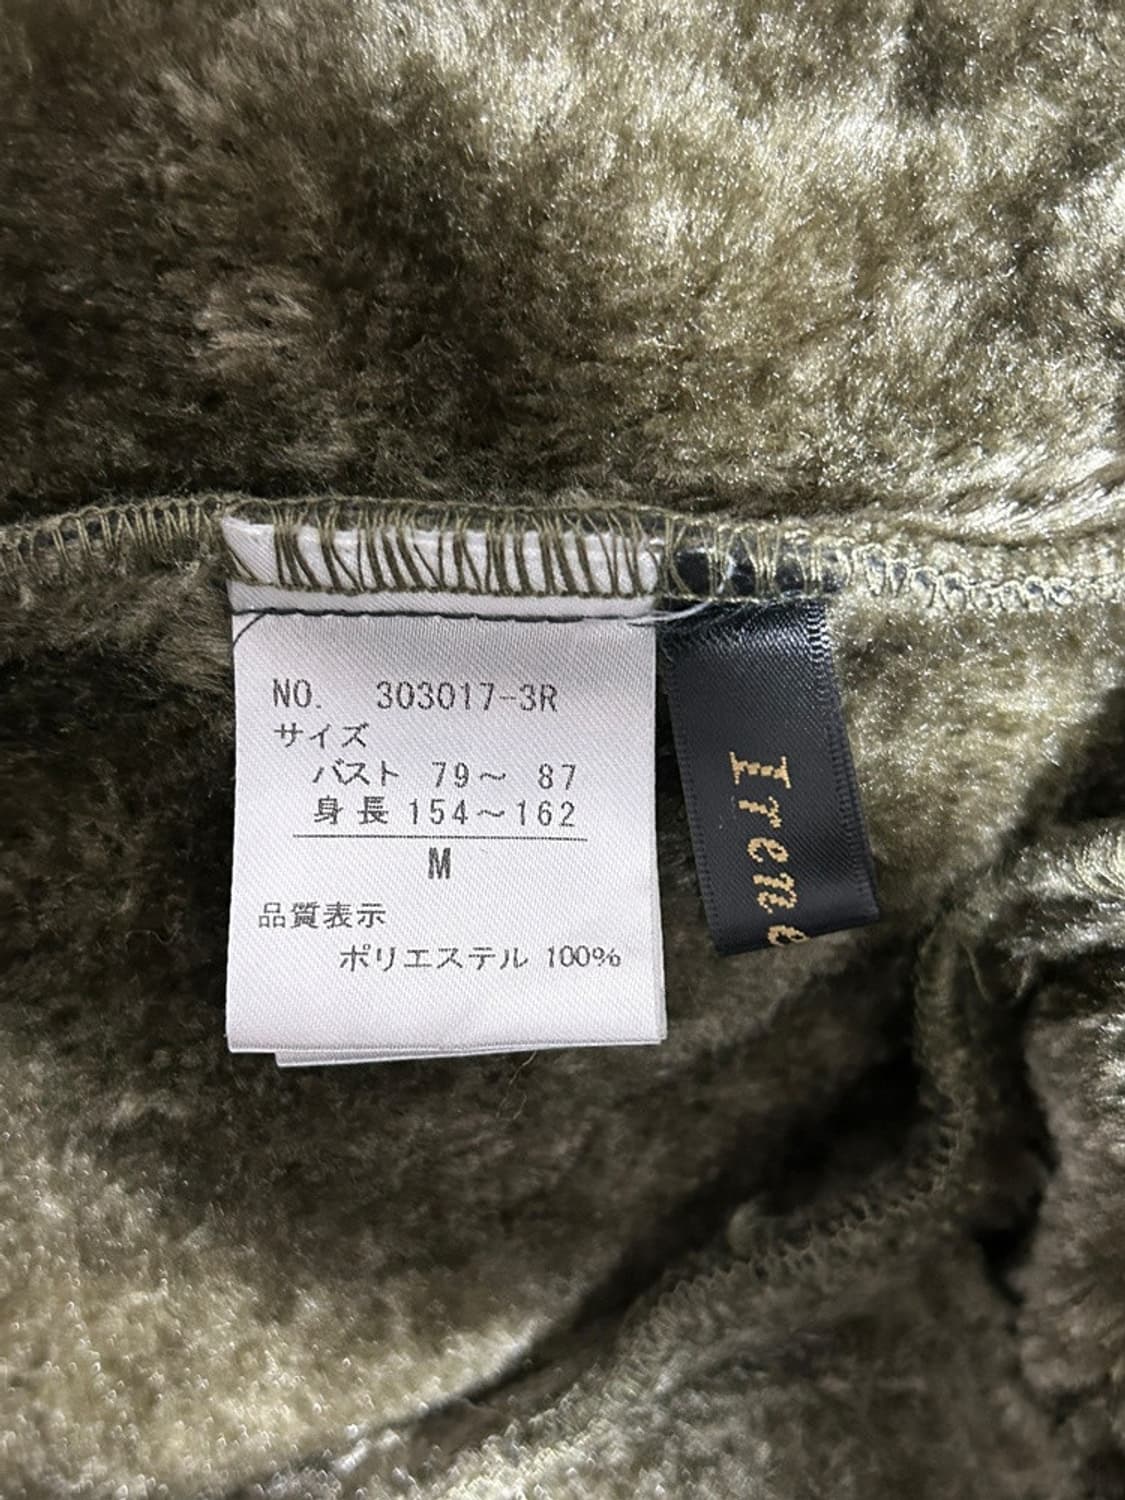 NO. 303017-3R
サイズ
バスト 79～ 87
身長 154～162
M
品質表示
ポリエステル 100%
Irene